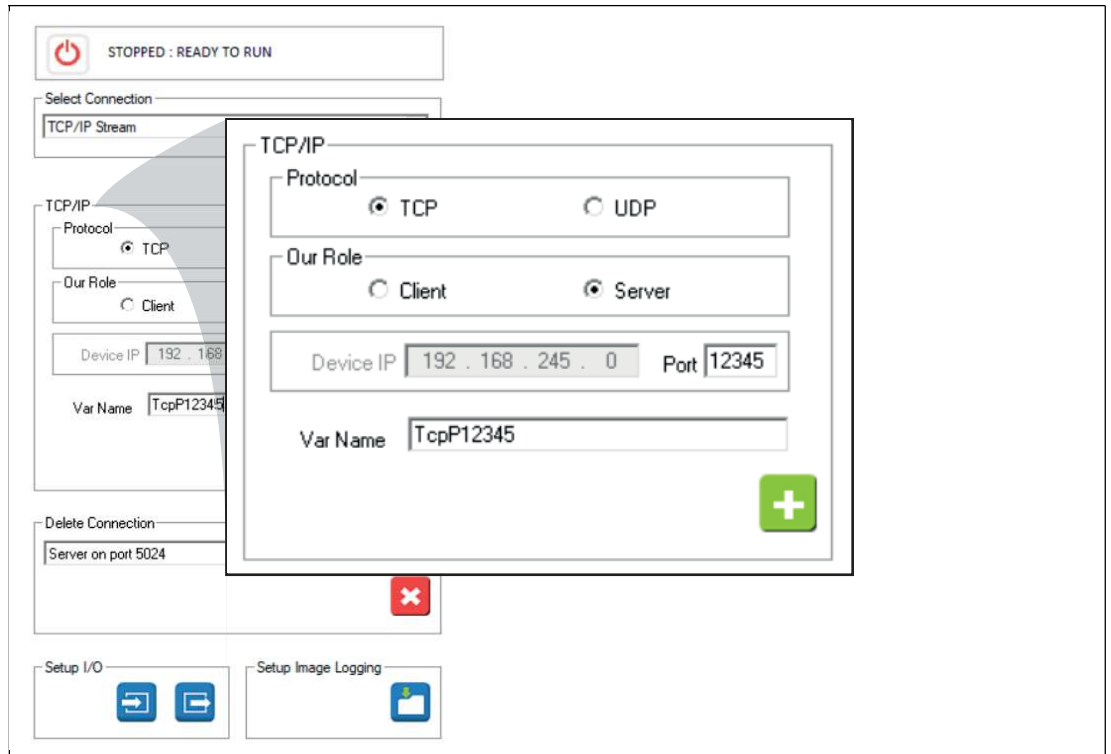 STOPPED : READY TO RUN
Select Connection
TCP/IP Stream
TCP/IP
Protocol
TCP
Our Role
Client
Device IP 192 . 168
Var Name TcpP12345
TCP/IP
Protocol
TCP UDP
Our Role
Client Server
Device IP 192 . 168 . 245 . 0 Port 12345
Var Name TcpP12345
Delete Connection
Server on port 5024
Setup I/O Setup Image Logging